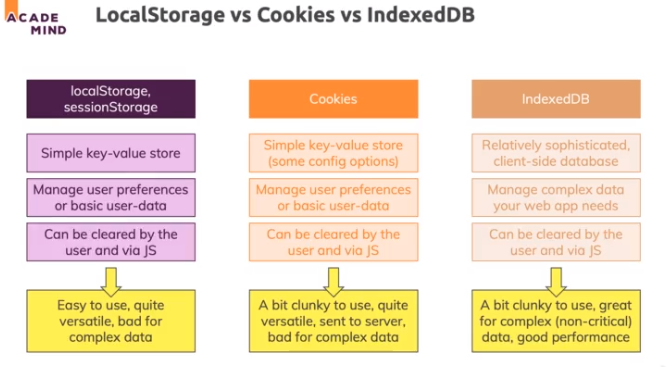 ACADE
MIND
LocalStorage vs Cookies vs IndexedDB
localStorage,
sessionStorage
Simple key-value store
Manage user preferences
or basic user-data
Can be cleared by the
user and via JS
Easy to use, quite
versatile, bad for
complex data
Cookies
Simple key-value store
(some config options)
Manage user preferences
or basic user-data
Can be cleared by the
user and via JS
A bit clunky to use, quite
versatile, sent to server,
bad for complex data
IndexedDB
Relatively sophisticated,
client-side database
Manage complex data
your web app needs
Can be cleared by the
user and via JS
A bit clunky to use, great
for complex (non-critical)
data, good performance